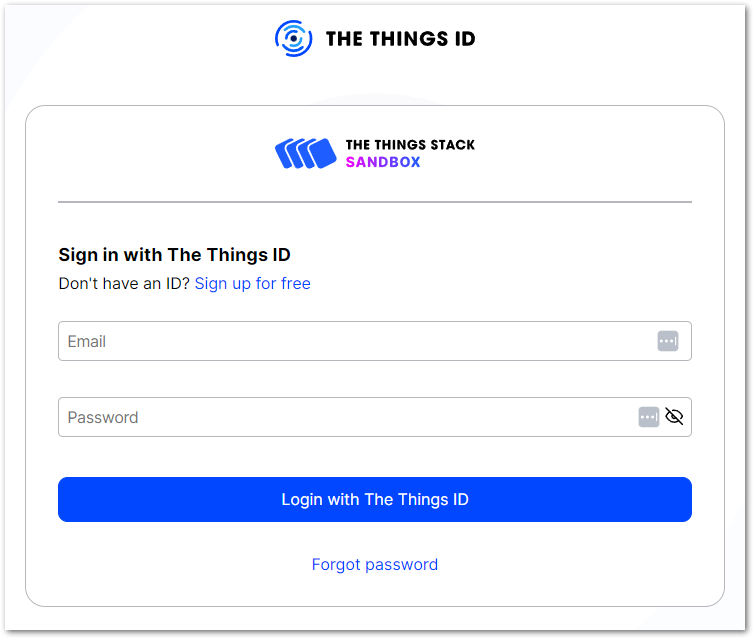 THE THINGS ID
THE THINGS STACK
SANDBOX
Sign in with The Things ID
Don't have an ID? Sign up for free
Email
Password
Login with The Things ID
Forgot password